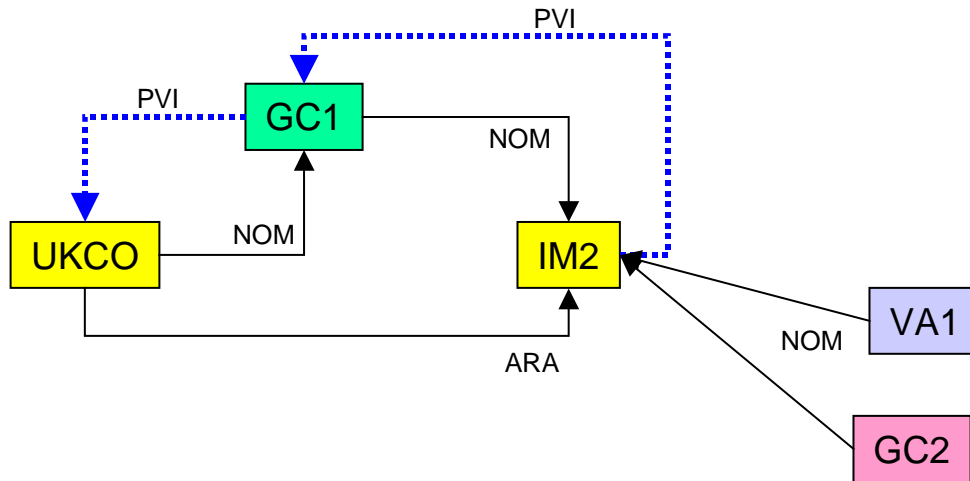 PVI
PVI
GC1
NOM
NOM
UKCO
IM2
VA1
NOM
ARA
GC2